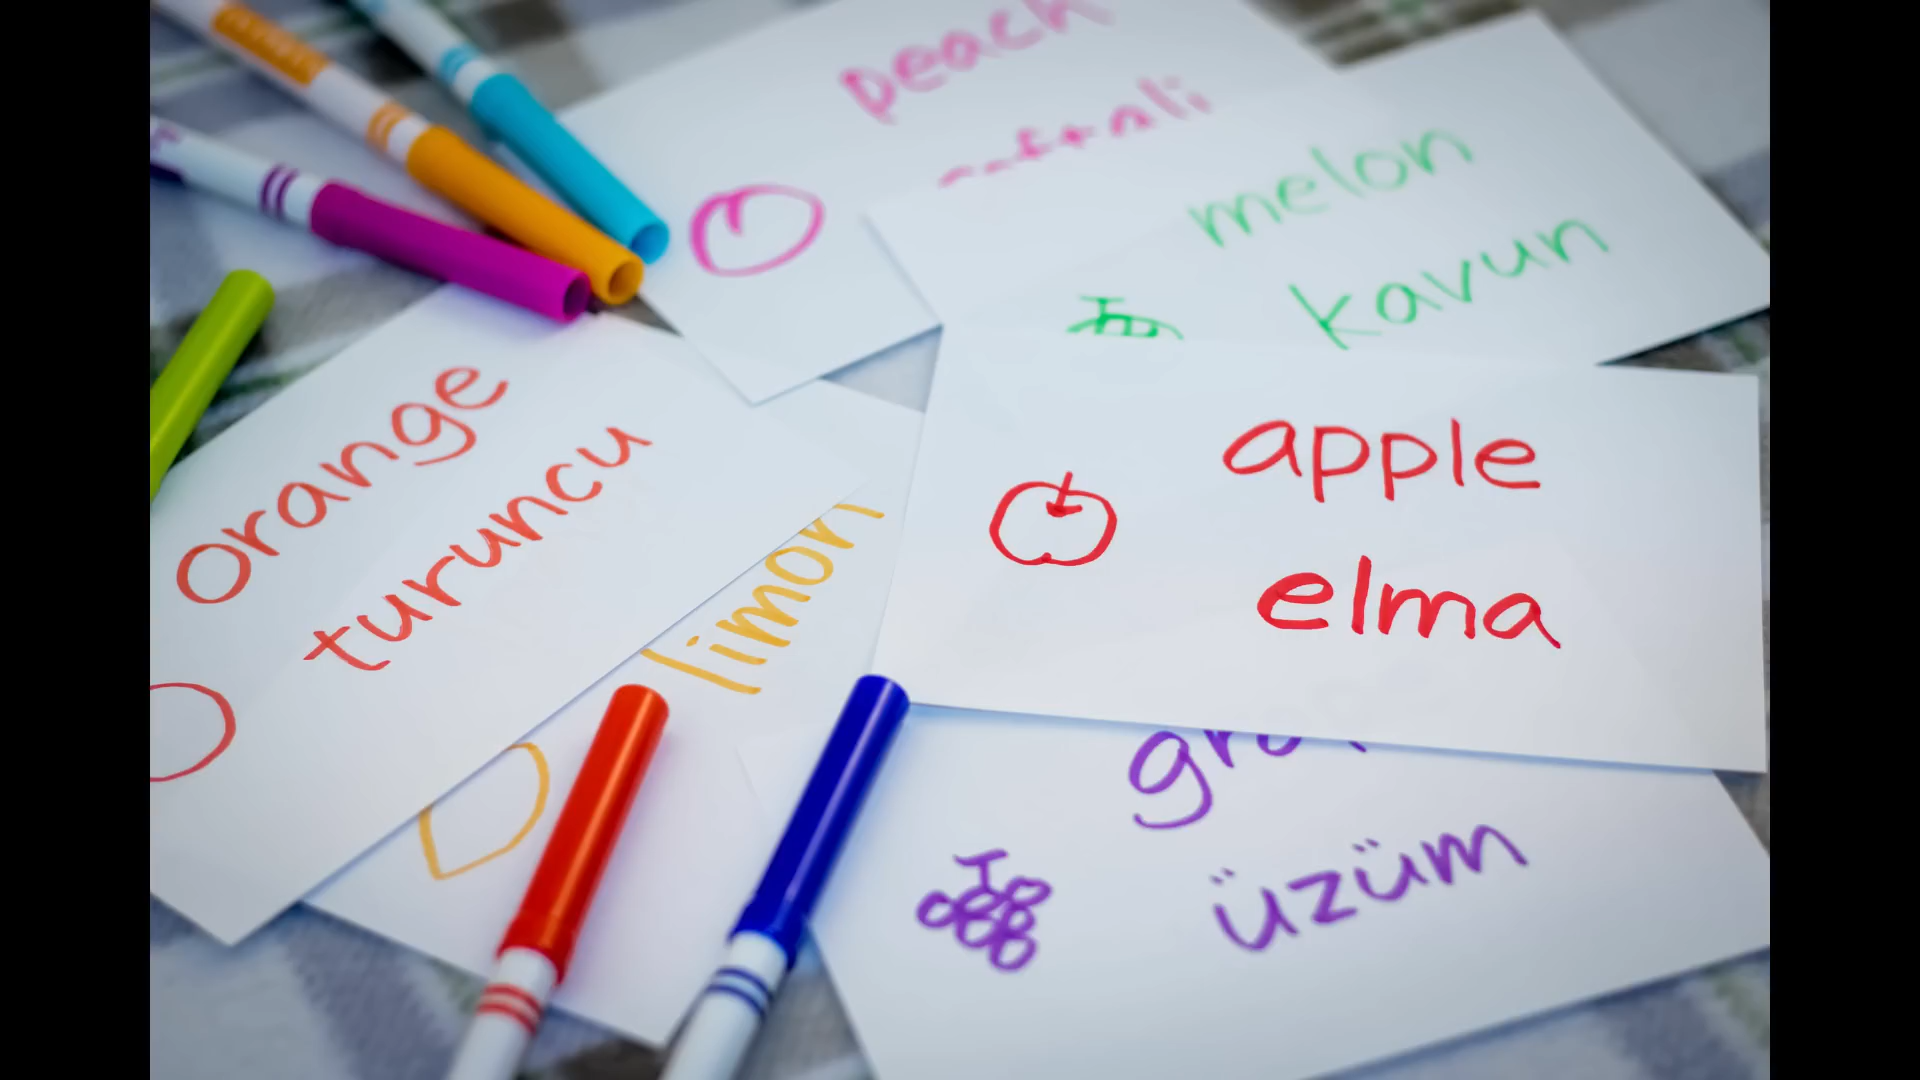 peach
melon
kavun
orange
turuncu
limon
apple
elma
üzüm